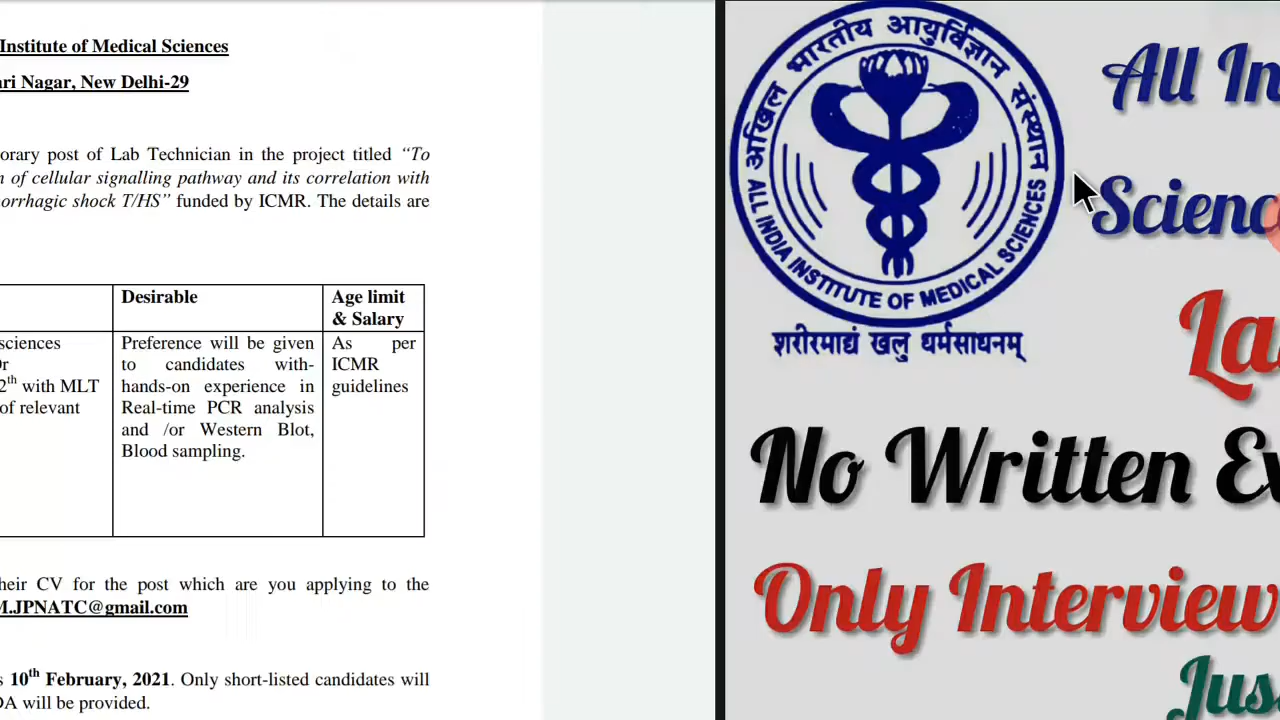 Institute of Medical Sciences
ari Nagar, New Delhi-29
orary post of Lab Technician in the project titled “To
n of cellular signalling pathway and its correlation with
orrhagic shock T/HS” funded by ICMR. The details are
Desirable
Age limit
& Salary
sciences
Or
2th with MLT
of relevant
Preference will be given
to candidates with-
hands-on experience in
Real-time PCR analysis
and /or Western Blot,
Blood sampling.
As per
ICMR
guidelines
heir CV for the post which are you applying to the
M.JPNATC@gmail.com
s 10th February, 2021. Only short-listed candidates will
DA will be provided.
अखिल भारतीय आयुर्विज्ञान संस्थान
ALL INDIA INSTITUTE OF MEDICAL SCIENCES
शरीरमाद्यं खलु धर्मसाधनम्
All In
Scienc
La
No Written Ex
Only Interview
Jus